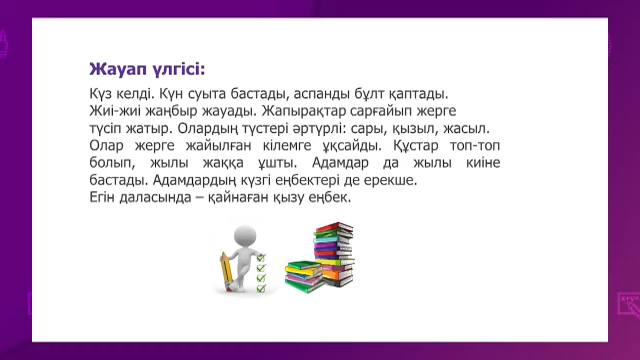 Жауап үлгісі:
Күз келді. Күн суыта бастады, аспанды бұлт қаптады.
Жиі-жиі жаңбыр жауады. Жапырақтар сарғайып жерге
түсіп жатыр. Олардың түстері әртүрлі: сары, қызыл, жасыл.
Олар жерге жайылған кілемге ұқсайды. Құстар топ-топ
болып, жылы жаққа ұшты. Адамдар да жылы киіне
бастады. Адамдардың күзгі еңбектері де ерекше.
Егін даласында – қайнаған қызу еңбек.